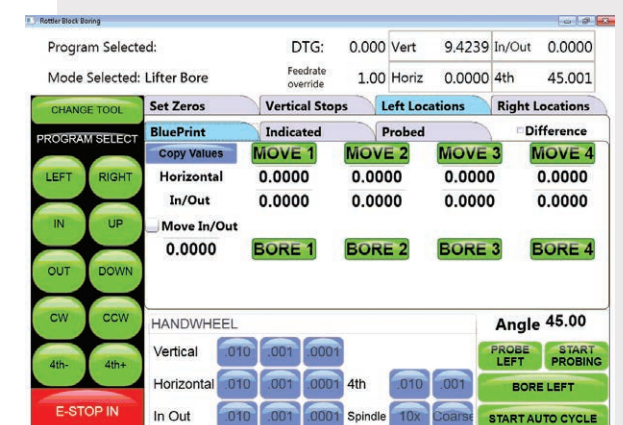 Rottler Block Boring
Program Selected: DTG: 0.000 Vert 9.4239 In/Out 0.0000
Mode Selected: Lifter Bore Feedrate override 1.00 Horiz 0.0000 4th 45.001
CHANGE TOOL Set Zeros Vertical Stops Left Locations Right Locations
PROGRAM SELECT BluePrint Indicated Probed Difference
Copy Values MOVE 1 MOVE 2 MOVE 3 MOVE 4
LEFT RIGHT Horizontal 0.0000 0.0000 0.0000 0.0000
In/Out 0.0000 0.0000 0.0000 0.0000
IN UP Move In/Out
0.0000 BORE 1 BORE 2 BORE 3 BORE 4
OUT DOWN
CW CCW HANDWHEEL Angle 45.00
Vertical .010 .001 .0001 PROBE LEFT START PROBING
4th- 4th+ Horizontal .010 .001 .0001 4th .010 .001 BORE LEFT
E-STOP IN In Out .010 .001 .0001 Spindle 10x Coarse START AUTO CYCLE